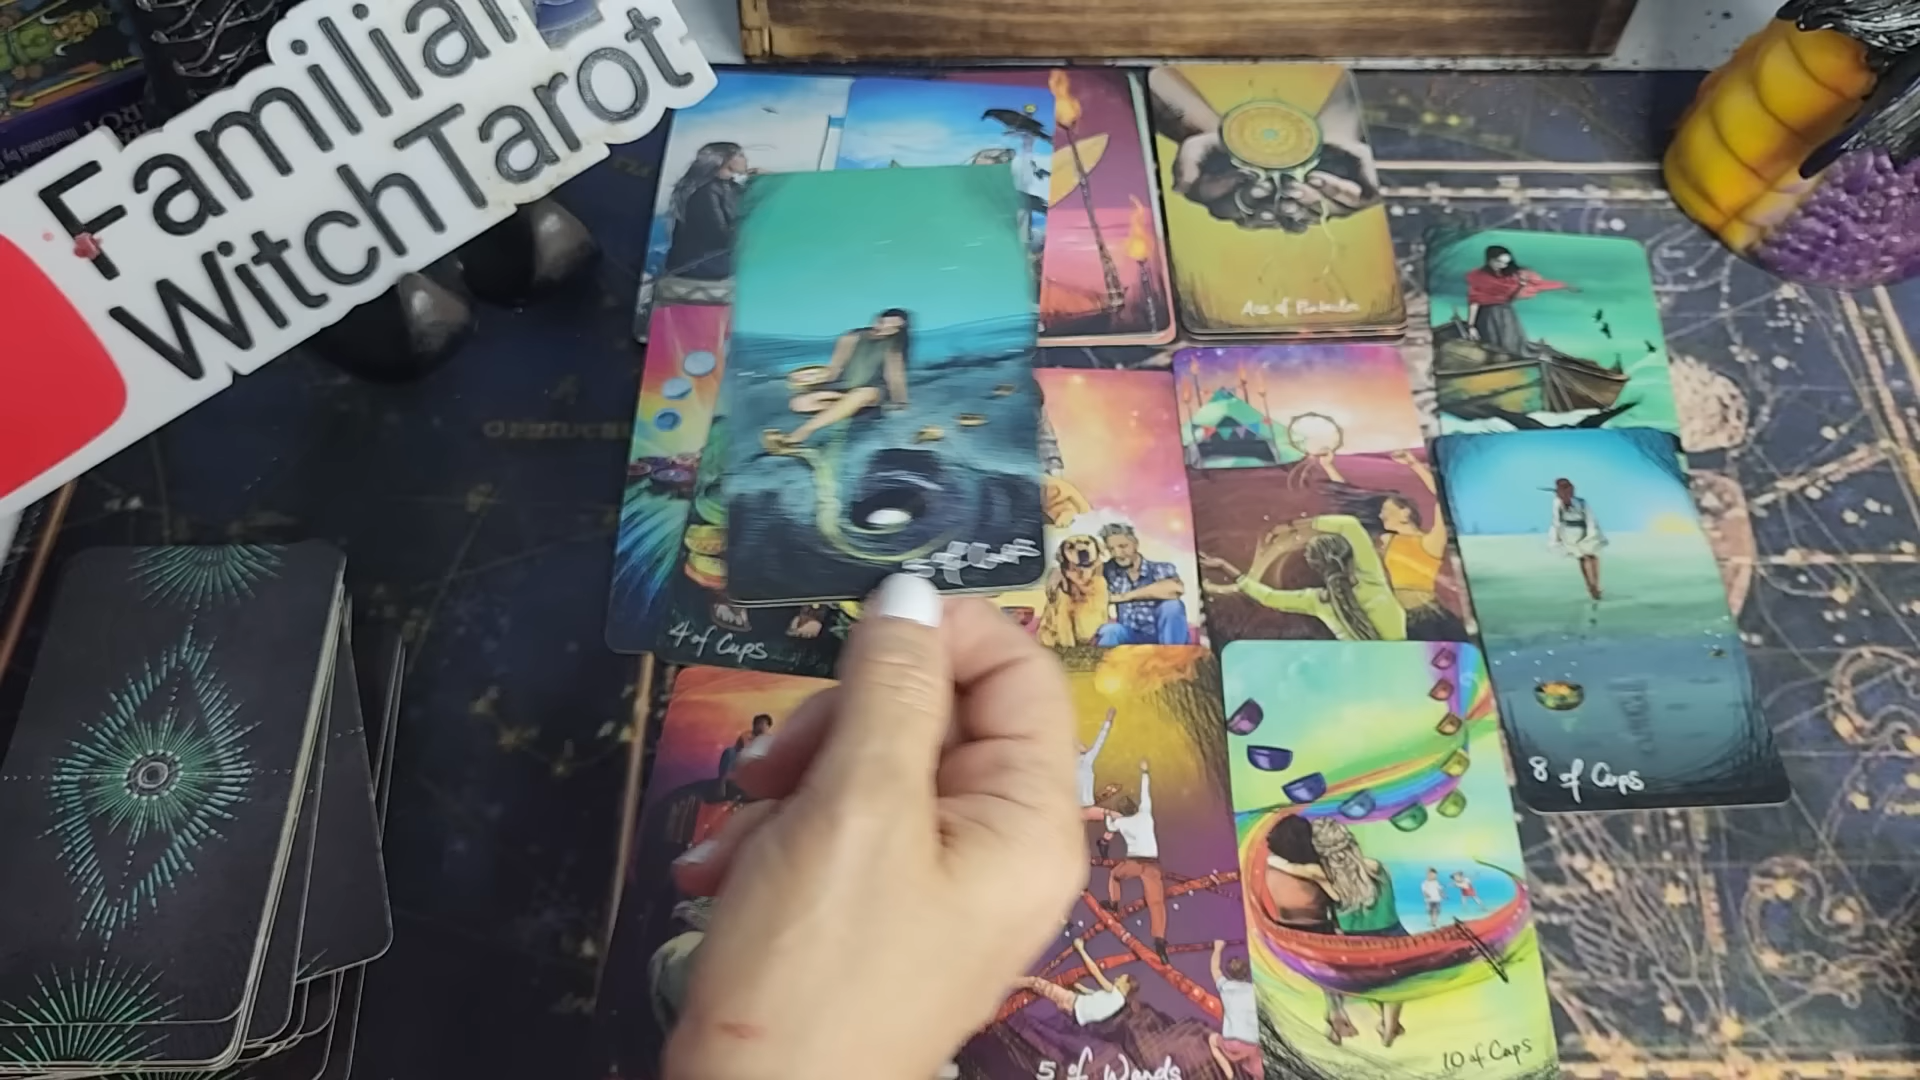 Familiar
WitchTarot
Ace of Pentacles
4 of Cups
8 of Cups
5 of Wands
10 of Cups